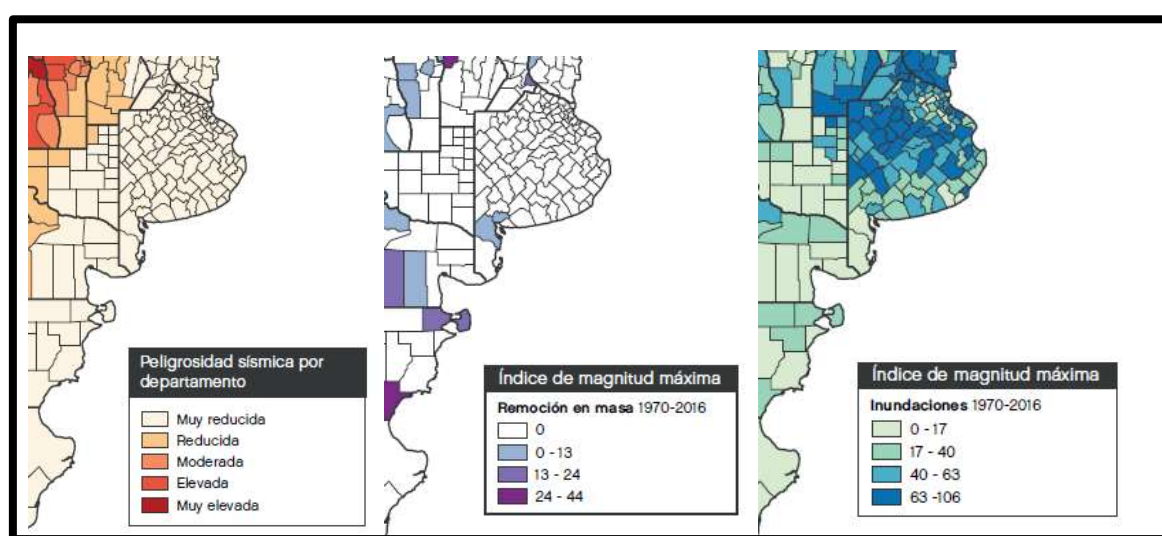 Peligrosidad sísmica por
departamento
Muy reducida
Reducida
Moderada
Elevada
Muy elevada
Índice de magnitud máxima
Remoción en masa 1970-2016
0
0 -13
13 - 24
24 - 44
Índice de magnitud máxima
Inundaciones 1970-2016
0 - 17
17 - 40
40 - 63
63 -106